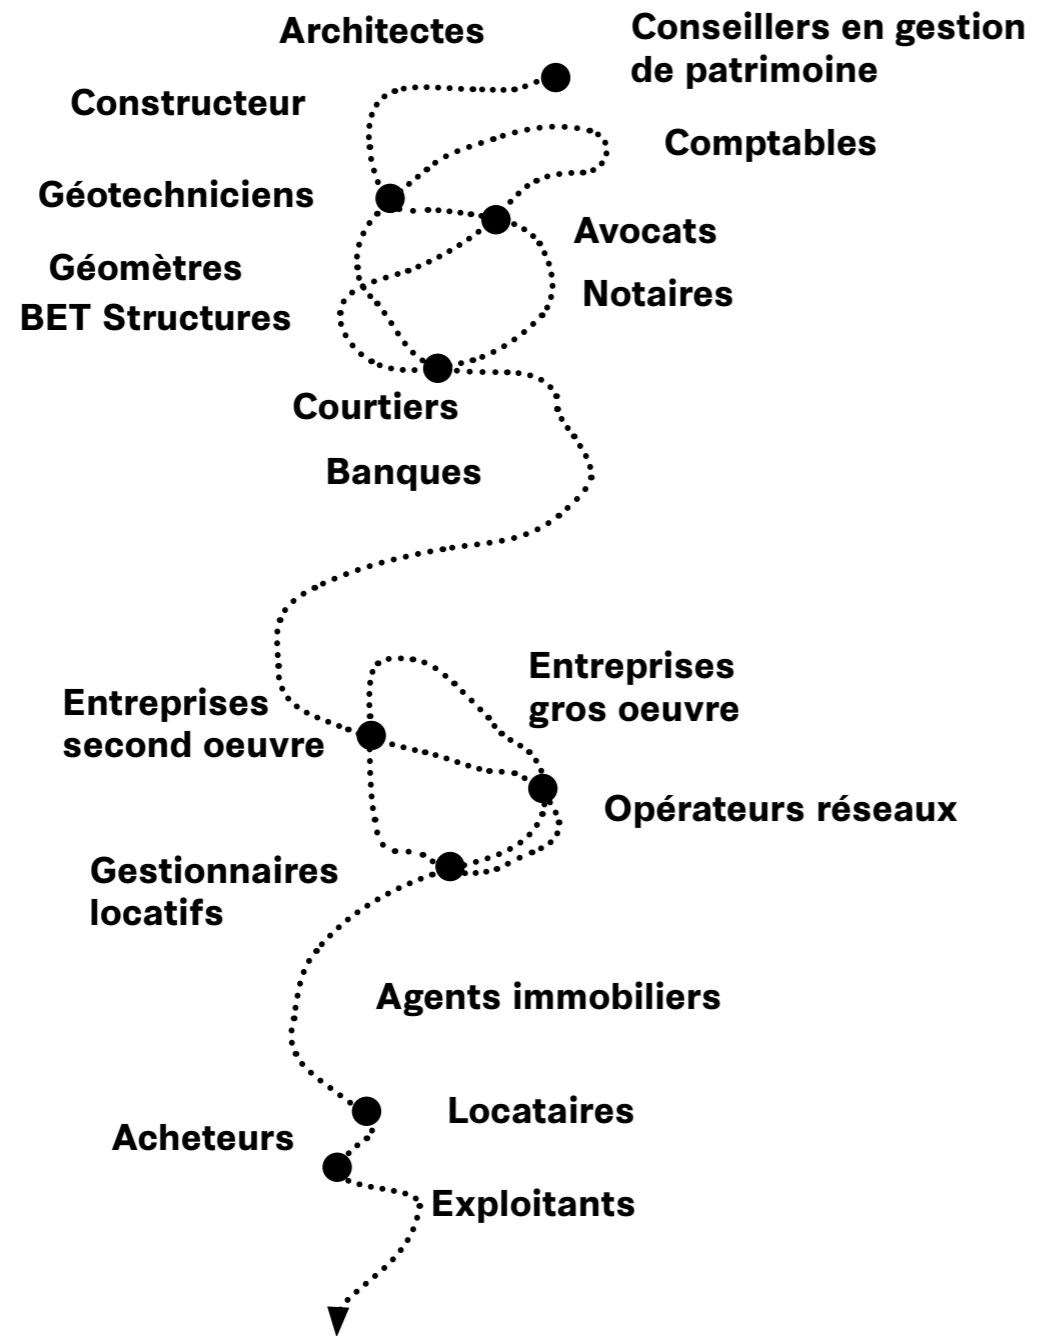 Architectes
Conseillers en gestion
de patrimoine
Constructeur
Comptables
Géotechniciens
Avocats
Géomètres
Notaires
BET Structures
Courtiers
Banques
Entreprises
gros oeuvre
Entreprises
second oeuvre
Opérateurs réseaux
Gestionnaires
locatifs
Agents immobiliers
Locataires
Acheteurs
Exploitants